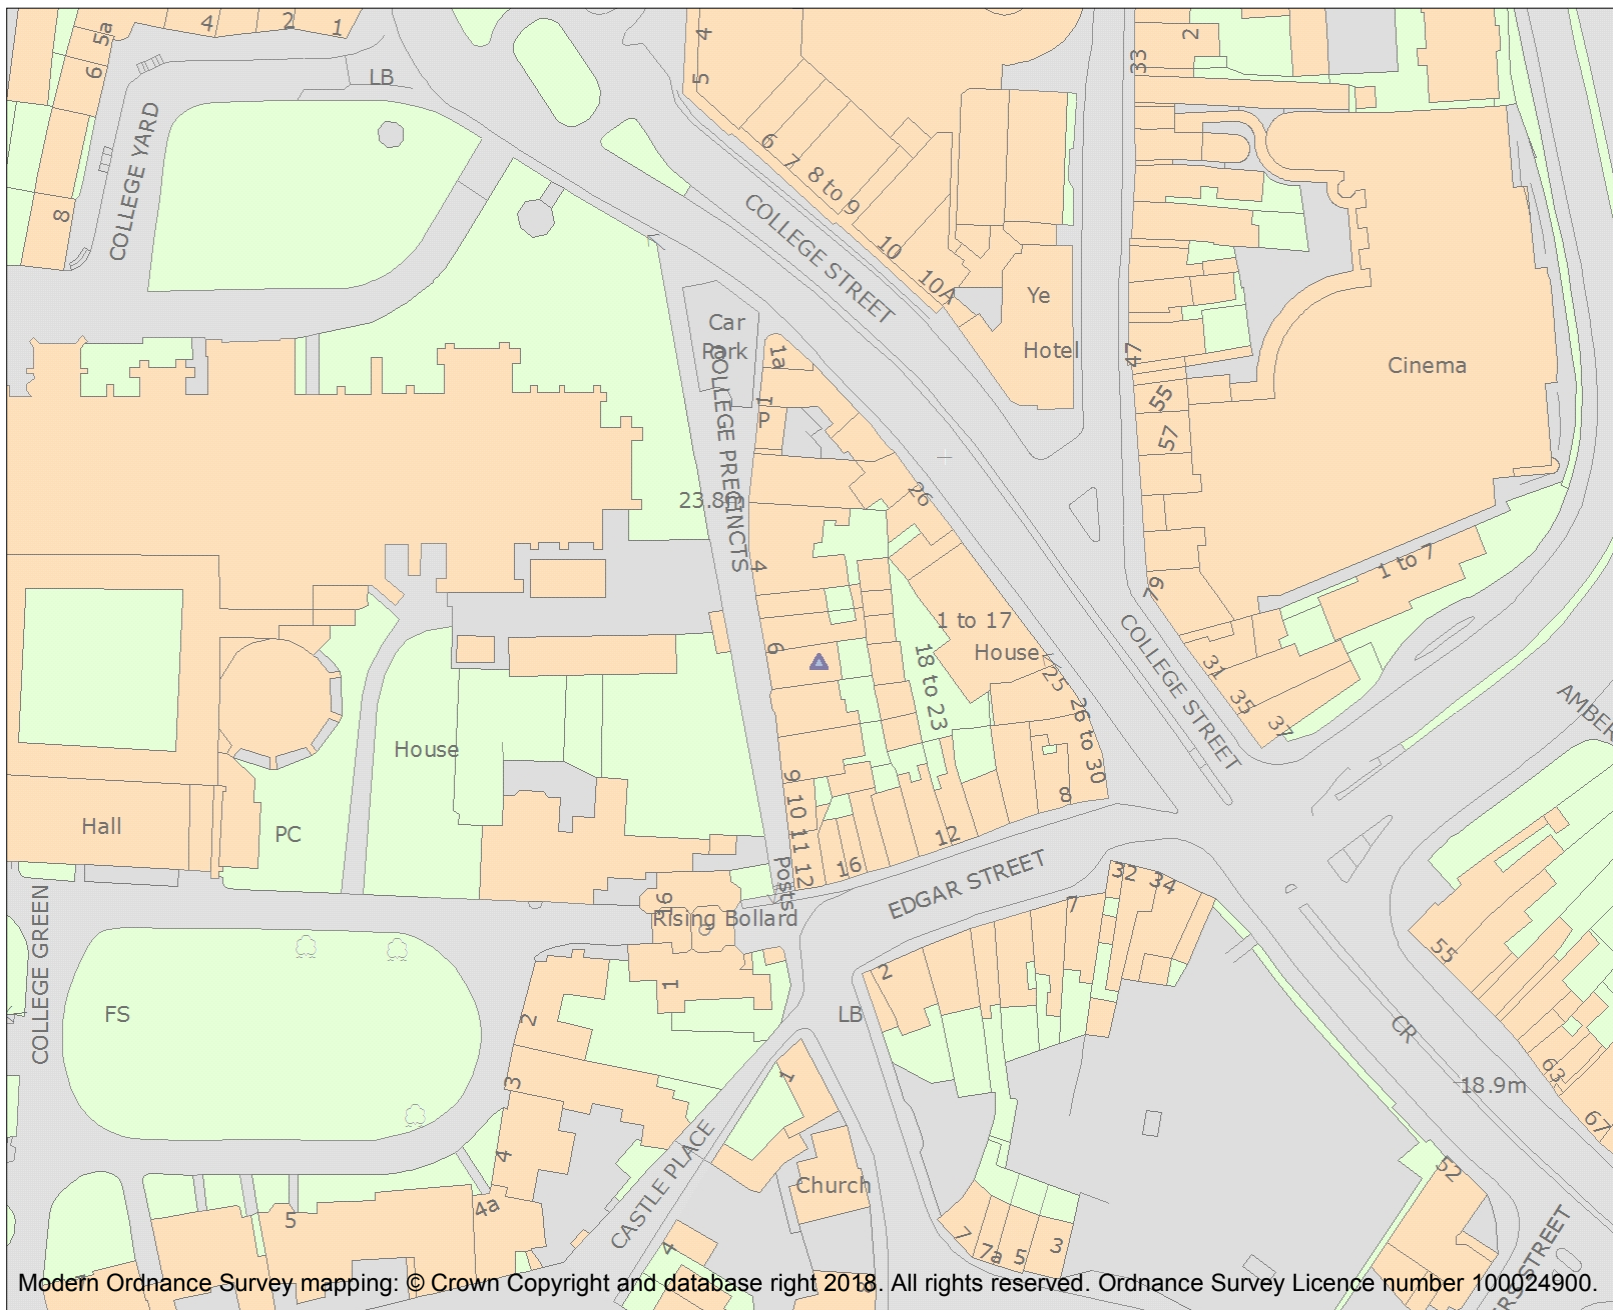 5a
4
2
1
6
LB
8
COLLEGE YARD
4
5
6
7
8 to 9
10
10A
COLLEGE STREET
Ye
Hotel
33
2
47
55
57
79
Cinema
1 to 7
Car
Park
1a
1
P
COLLEGE PRECINCTS
23.8m
26
4
6
1 to 17
House
18 to 23
25
26 to 30
8
COLLEGE STREET
31
35
37
AMBER
House
Hall
PC
9
10
11
12
Posts
16
12
EDGAR STREET
16
Rising Bollard
1
32
34
7
2
LB
COLLEGE GREEN
FS
2
3
4
4a
5
1
CASTLE PLACE
Church
4
7
7a
5
3
55
CR
18.9m
63
67
52
RS STREET
Modern Ordnance Survey mapping: © Crown Copyright and database right 2018. All rights reserved. Ordnance Survey Licence number 100024900.